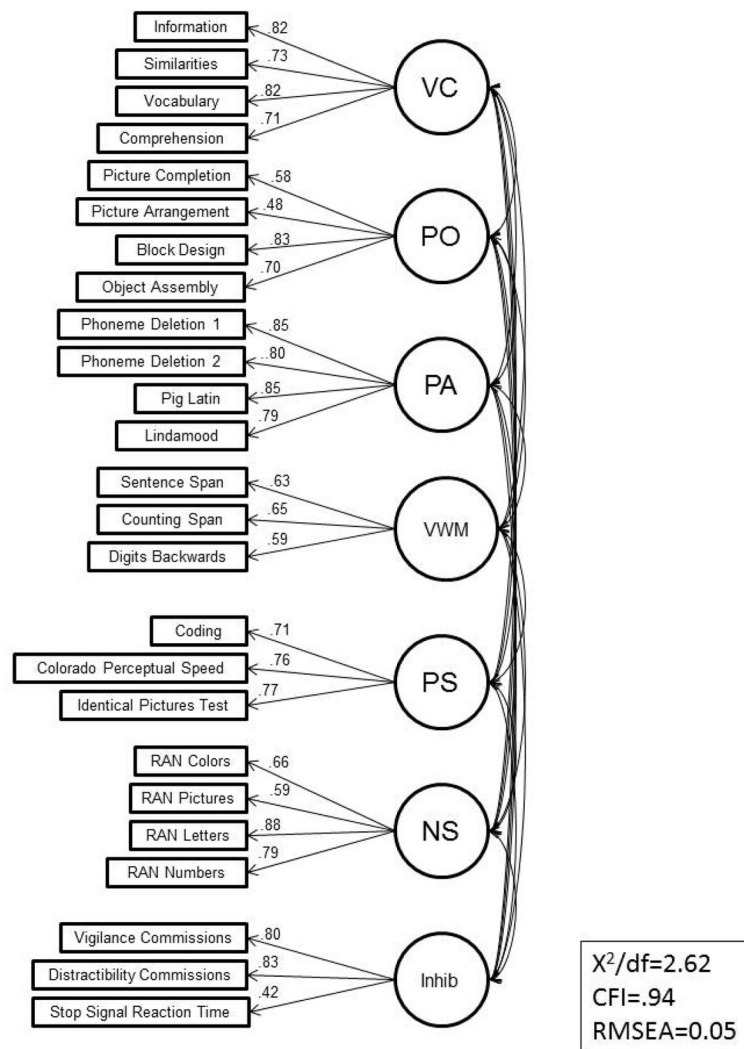 Information
.82
Similarities
.73
VC
Vocabulary
.82
Comprehension
.71
Picture Completion
.58
Picture Arrangement
.48
PO
Block Design
.83
Object Assembly
.70
Phoneme Deletion 1
.85
Phoneme Deletion 2
..80
PA
Pig Latin
.85
Lindamood
.79
Sentence Span
.63
Counting Span
.65
VWM
Digits Backwards
.59
Coding
.71
Colorado Perceptual Speed
.76
PS
Identical Pictures Test
.77
RAN Colors
.66
RAN Pictures
.59
NS
RAN Letters
.88
RAN Numbers
.79
Vigilance Commissions
.80
Distractibility Commissions
.83
Inhib
Stop Signal Reaction Time
.42
X²/df=2.62
CFI=.94
RMSEA=0.05